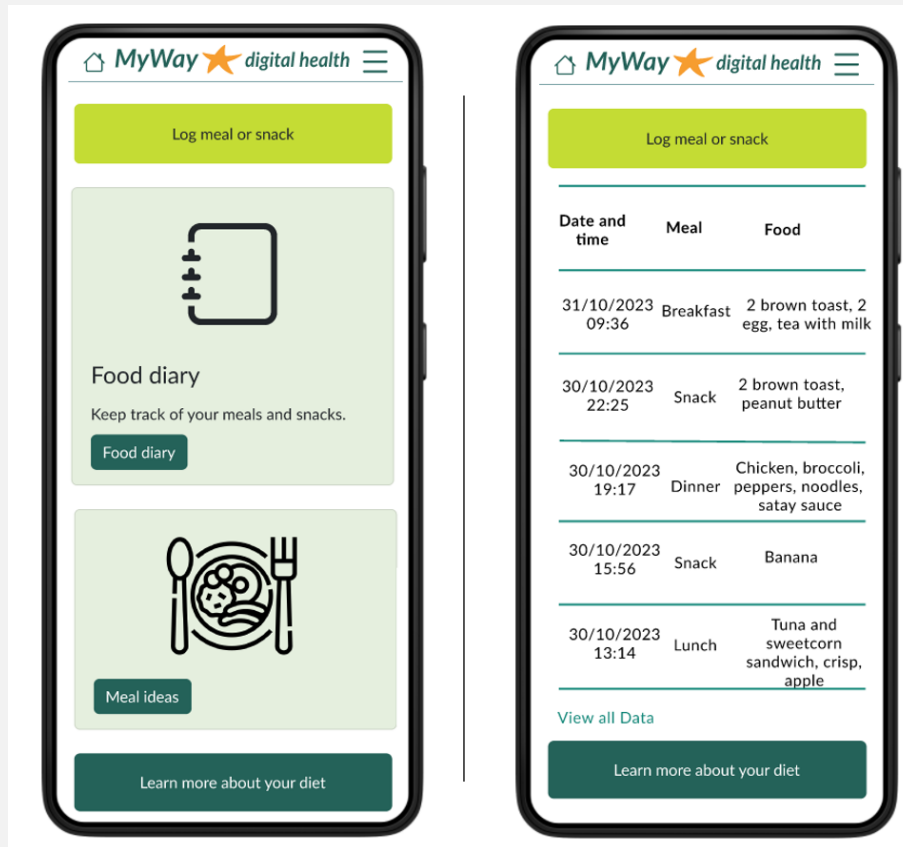 MyWay digital health
Log meal or snack
Food diary
Keep track of your meals and snacks.
Food diary
Meal ideas
Learn more about your diet
MyWay digital health
Log meal or snack
Date and
time
Meal
Food
31/10/2023
09:36
Breakfast
2 brown toast, 2
egg, tea with milk
30/10/2023
22:25
Snack
2 brown toast,
peanut butter
30/10/2023
19:17
Dinner
Chicken, broccoli,
peppers, noodles,
satay sauce
30/10/2023
15:56
Snack
Banana
30/10/2023
13:14
Lunch
Tuna and
sweetcorn
sandwich, crisp,
apple
View all Data
Learn more about your diet